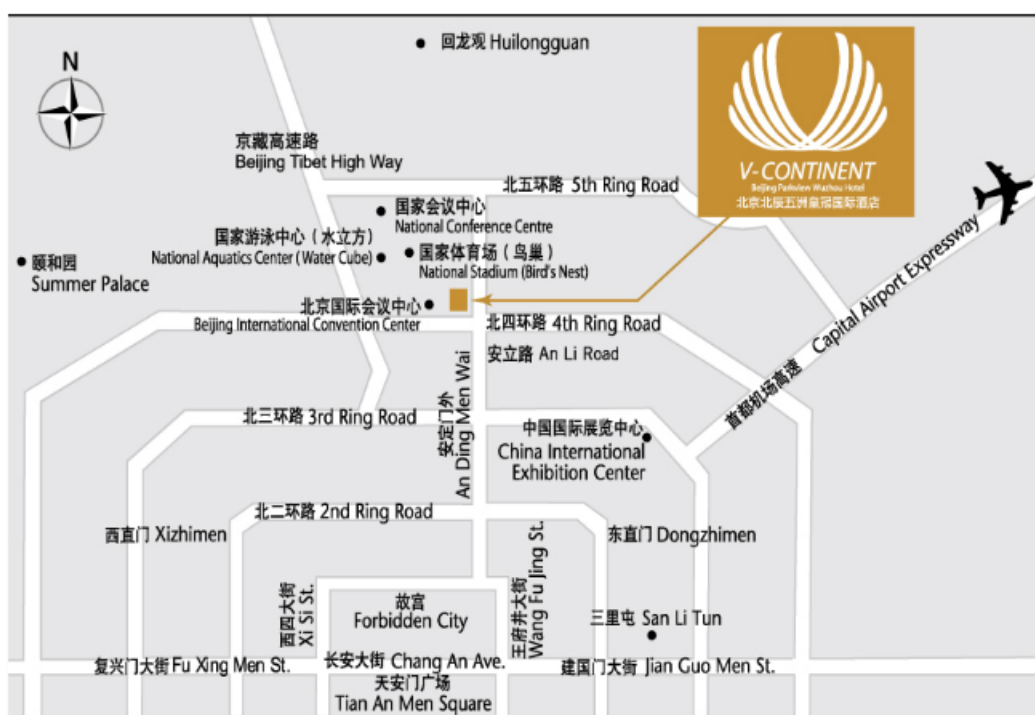 回龙观 Huilongguan
N
京藏高速路
Beijing Tibet High Way
V-CONTINENT
Beijing Parkview Wuzhou Hotel
北京北辰五洲皇冠国际酒店
北五环路 5th Ring Road
国家会议中心
National Conference Centre
国家游泳中心(水立方)
National Aquatics Center (Water Cube)
国家体育场(鸟巢)
National Stadium (Bird's Nest)
颐和园
Summer Palace
北京国际会议中心
Beijing International Convention Center
北四环路 4th Ring Road
安立路 An Li Road
首都机场高速 Capital Airport Expressway
安定门外
An Ding Men Wai
北三环路 3rd Ring Road
中国国际展览中心
China International
Exhibition Center
北二环路 2nd Ring Road
西直门 Xizhimen
东直门 Dongzhimen
西四大街
Xi Si St.
故宫
Forbidden City
王府井大街
Wang Fu Jing St.
三里屯 San Li Tun
复兴门大街 Fu Xing Men St.
长安大街 Chang An Ave.
建国门大街 Jian Guo Men St.
天安门广场
Tian An Men Square